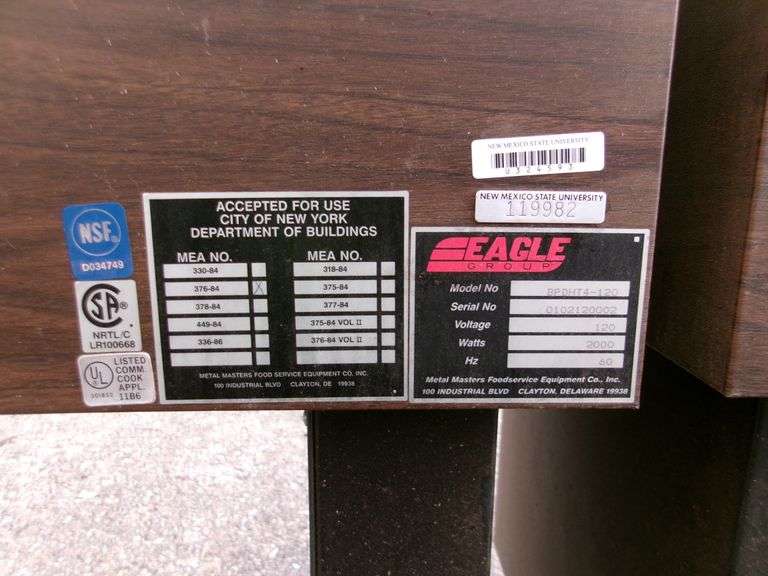 NEW MEXICO STATE UNIVERSITY
0324593
NEW MEXICO STATE UNIVERSITY
119982
NSF®
D034749
SA
NRTL/C
LR100668
UL
LISTED
COMM.
COOK
APPL.
11B6
ACCEPTED FOR USE
CITY OF NEW YORK
DEPARTMENT OF BUILDINGS
MEA NO. MEA NO.
330-84 318-84
376-84 X 375-84
378-84 377-84
449-84 375-84 VOL II
336-86 376-84 VOL II
METAL MASTERS FOOD SERVICE EQUIPMENT CO. INC.
100 INDUSTRIAL BLVD CLAYTON, DE 19938
EAGLE
GROUP
Model No BPDHT4-120
Serial No 0102120002
Voltage 120
Watts 2000
Hz 60
Metal Masters Foodservice Equipment Co., Inc.
100 INDUSTRIAL BLVD CLAYTON, DELAWARE 19938